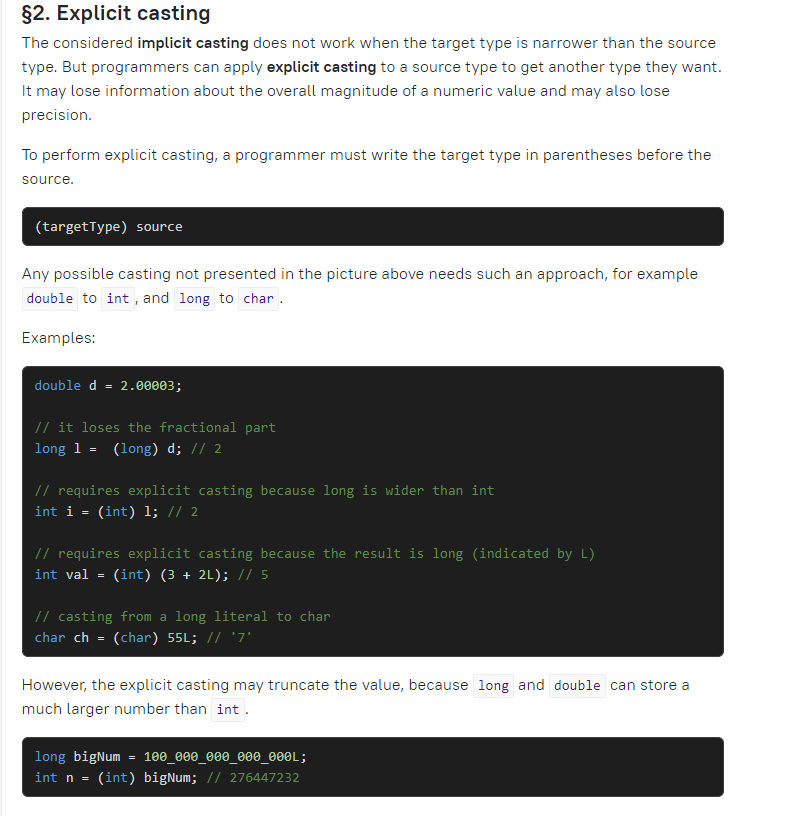 §2. Explicit casting
The considered implicit casting does not work when the target type is narrower than the source
type. But programmers can apply explicit casting to a source type to get another type they want.
It may lose information about the overall magnitude of a numeric value and may also lose
precision.
To perform explicit casting, a programmer must write the target type in parentheses before the
source.
(targetType) source
Any possible casting not presented in the picture above needs such an approach, for example
double to int , and long to char .
Examples:
double d = 2.00003;
// it loses the fractional part
long l =  (long) d; // 2
// requires explicit casting because long is wider than int
int i = (int) l; // 2
// requires explicit casting because the result is long (indicated by L)
int val = (int) (3 + 2L); // 5
// casting from a long literal to char
char ch = (char) 55L; // '7'
However, the explicit casting may truncate the value, because long and double can store a
much larger number than int .
long bigNum = 100_000_000_000_000L;
int n = (int) bigNum; // 276447232